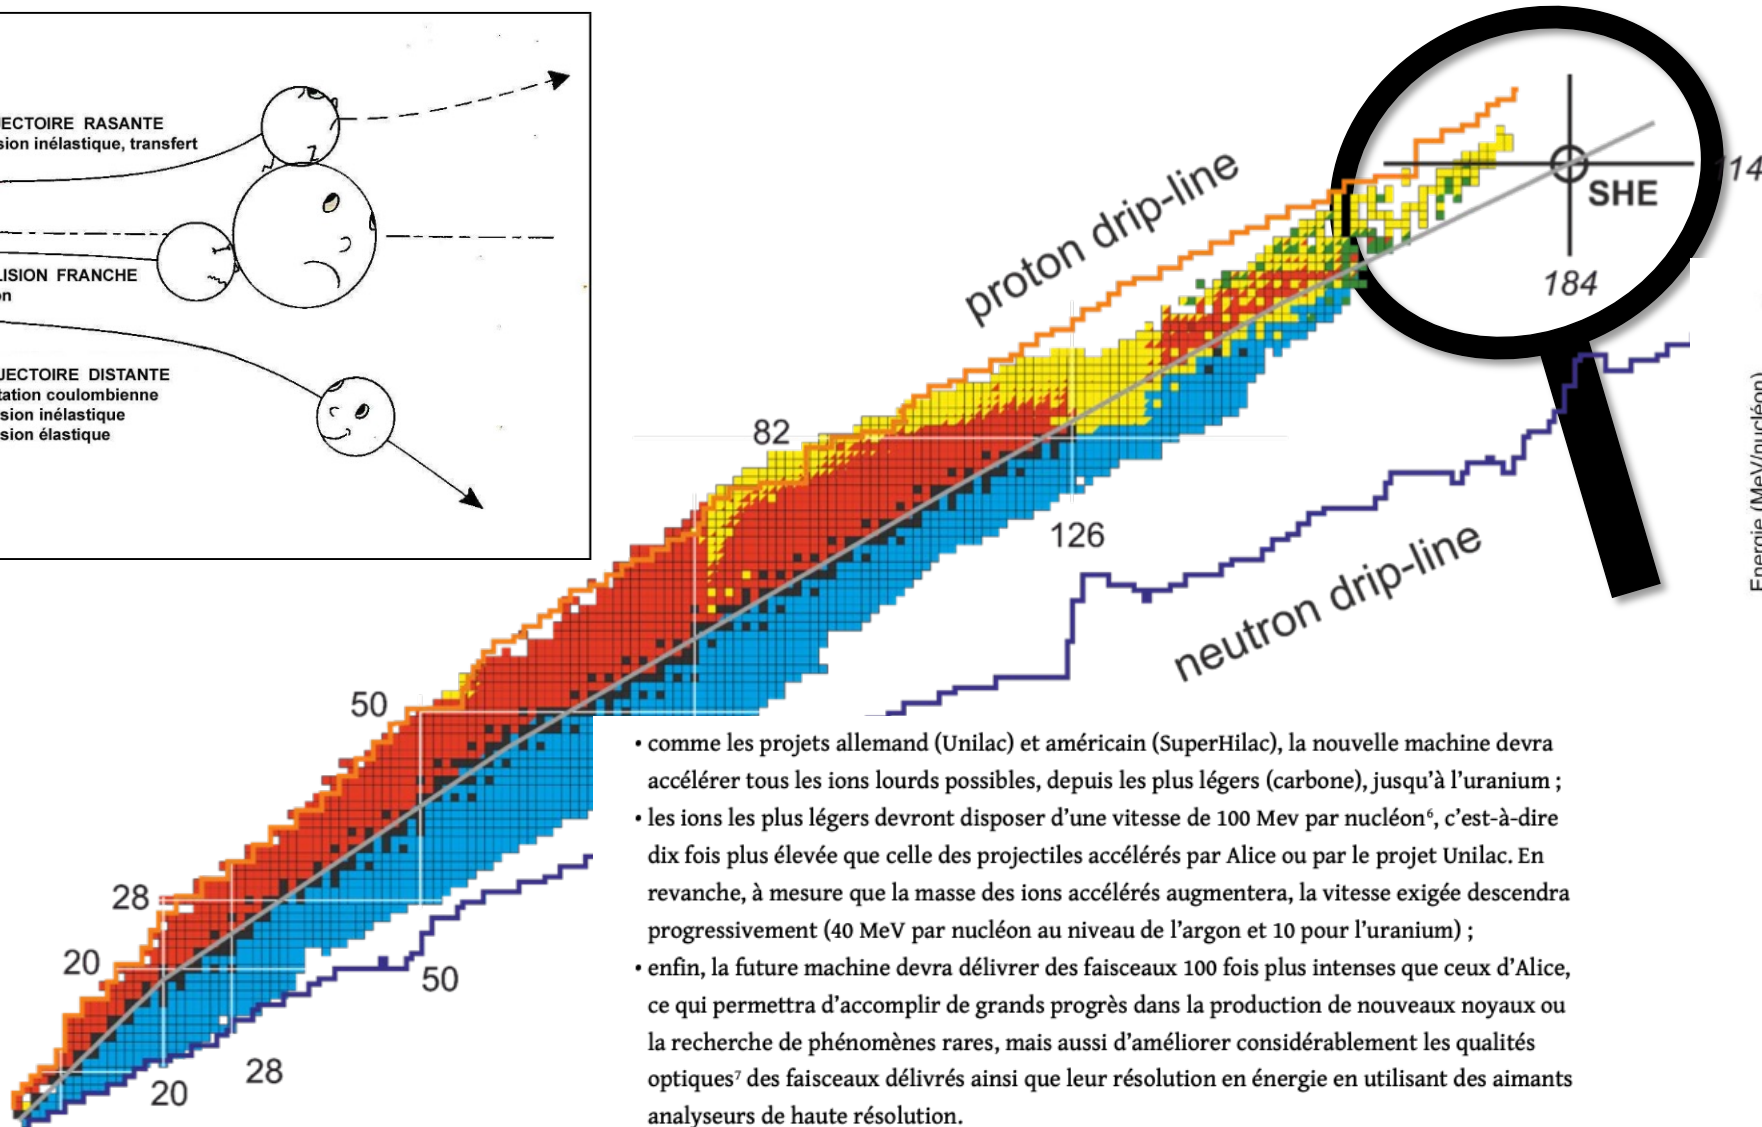 JECTOIRE RASANTE
sion inélastique, transfert
LISION FRANCHE
on
JECTOIRE DISTANTE
tation coulombienne
sion inélastique
sion élastique
proton drip-line
SHE
114
184
82
126
neutron drip-line
Energie (MeV/nucléon)
50
28
20
50
28
20
• comme les projets allemand (Unilac) et américain (SuperHilac), la nouvelle machine devra
accélérer tous les ions lourds possibles, depuis les plus légers (carbone), jusqu’à l’uranium ;
• les ions les plus légers devront disposer d’une vitesse de 100 Mev par nucléon⁶, c’est-à-dire
dix fois plus élevée que celle des projectiles accélérés par Alice ou par le projet Unilac. En
revanche, à mesure que la masse des ions accélérés augmentera, la vitesse exigée descendra
progressivement (40 MeV par nucléon au niveau de l’argon et 10 pour l’uranium) ;
• enfin, la future machine devra délivrer des faisceaux 100 fois plus intenses que ceux d’Alice,
ce qui permettra d’accomplir de grands progrès dans la production de nouveaux noyaux ou
la recherche de phénomènes rares, mais aussi d’améliorer considérablement les qualités
optiques⁷ des faisceaux délivrés ainsi que leur résolution en énergie en utilisant des aimants
analyseurs de haute résolution.